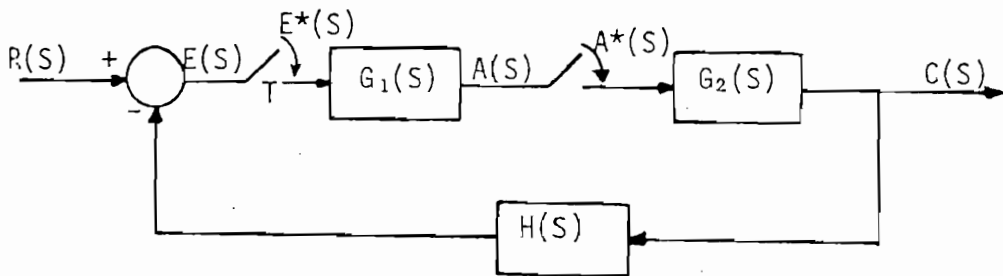 E*(S)
A*(S)
R(S)
+
E(S)
T
G₁(S)
A(S)
G₂(S)
C(S)
-
H(S)